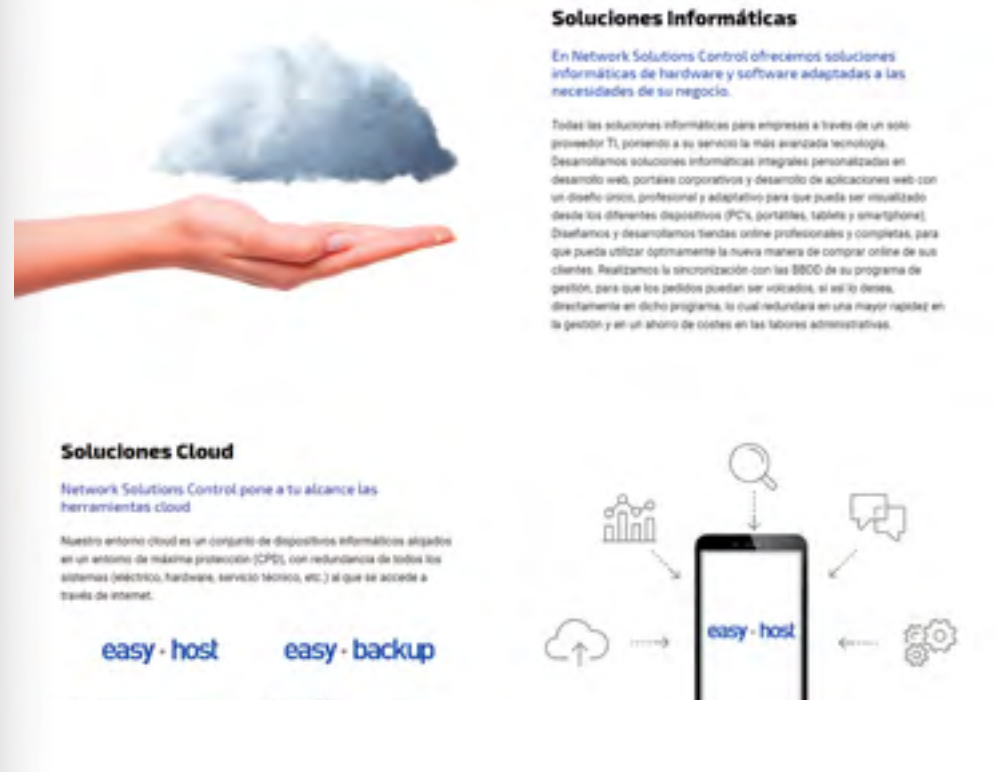 Soluciones Informáticas
En Network Solutions Control ofrecemos soluciones
informáticas de hardware y software adaptadas a las
necesidades de su negocio.
Todas las soluciones informáticas para empresas a través de un solo
proveedor TI, poniendo a su servicio la más avanzada tecnología.
Desarrollamos soluciones informáticas integrales personalizadas en
desarrollo web, portales corporativos y desarrollo de aplicaciones web con
un diseño único, profesional y adaptativo para que pueda ser visualizado
desde los diferentes dispositivos (PC's, portátiles, tablets y smartphone).
Diseñamos y desarrollamos tiendas online profesionales y completas, para
que pueda utilizar óptimamente la nueva manera de comprar online de sus
clientes. Realizamos la sincronización con las BBDD de su programa de
gestión, para que los pedidos puedan ser volcados, si así lo desea,
directamente en dicho programa, lo cual redundara en una mayor rapidez en
la gestión y en un ahorro de costes en las labores administrativas.
Soluciones Cloud
Network Solutions Control pone a tu alcance las
herramientas cloud
Nuestro entorno cloud es un conjunto de dispositivos informáticos alojados
en un entorno de máxima protección (CPD), con redundancia de todos los
sistemas (eléctrico, hardware, servicio técnico, etc.) al que se accede a
través de internet.
easy · host
easy · backup
easy · host